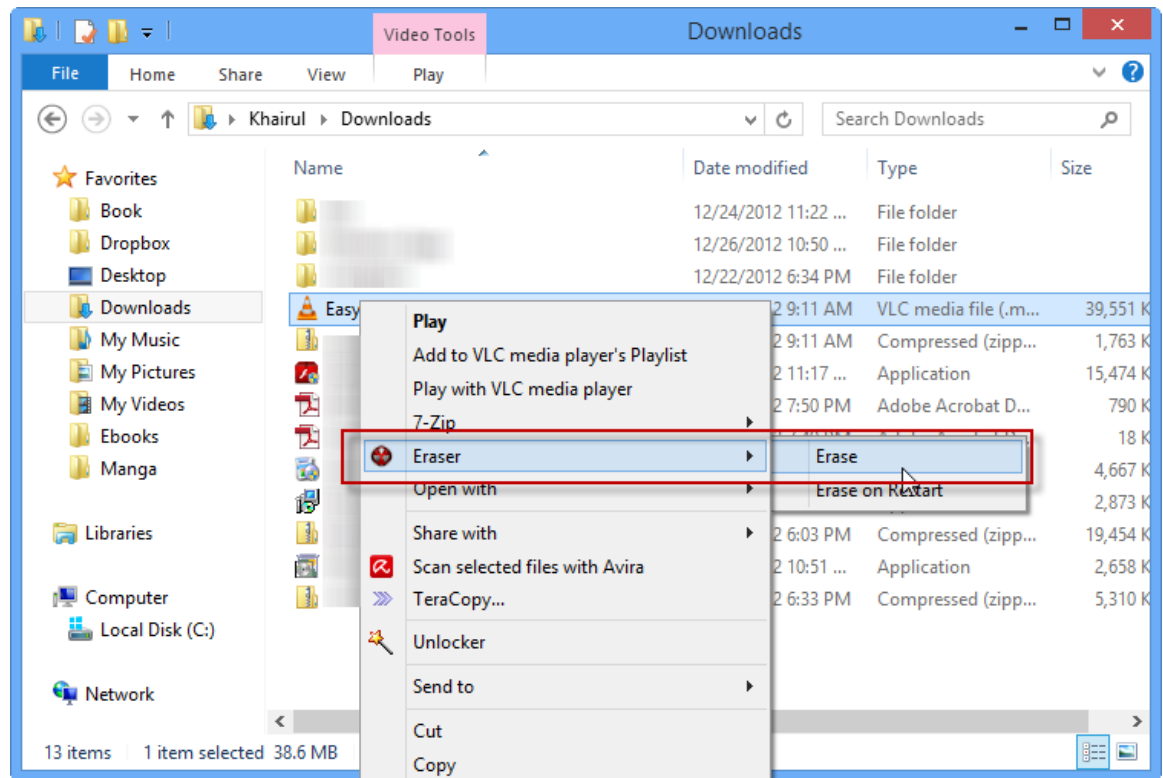 Video Tools
Downloads
File
Home
Share
View
Play
Khairul
Downloads
Search Downloads
Name
Date modified
Type
Size
Favorites
Book
Dropbox
Desktop
Downloads
My Music
My Pictures
My Videos
Ebooks
Manga
Libraries
Computer
Local Disk (C:)
Network
12/24/2012 11:22 ... File folder
12/26/2012 10:50 ... File folder
12/22/2012 6:34 PM File folder
Easy 2 9:11 AM VLC media file (.m... 39,551 K
2 9:11 AM Compressed (zipp... 1,763 K
2 11:17 ... Application 15,474 K
2 7:50 PM Adobe Acrobat D... 790 K
18 K
4,667 K
2,873 K
2 6:03 PM Compressed (zipp... 19,454 K
2 10:51 ... Application 2,658 K
2 6:33 PM Compressed (zipp... 5,310 K
Play
Add to VLC media player's Playlist
Play with VLC media player
7-Zip
Eraser
Erase
Erase on Restart
Open with
Share with
Scan selected files with Avira
TeraCopy...
Unlocker
Send to
Cut
Copy
13 items 1 item selected 38.6 MB